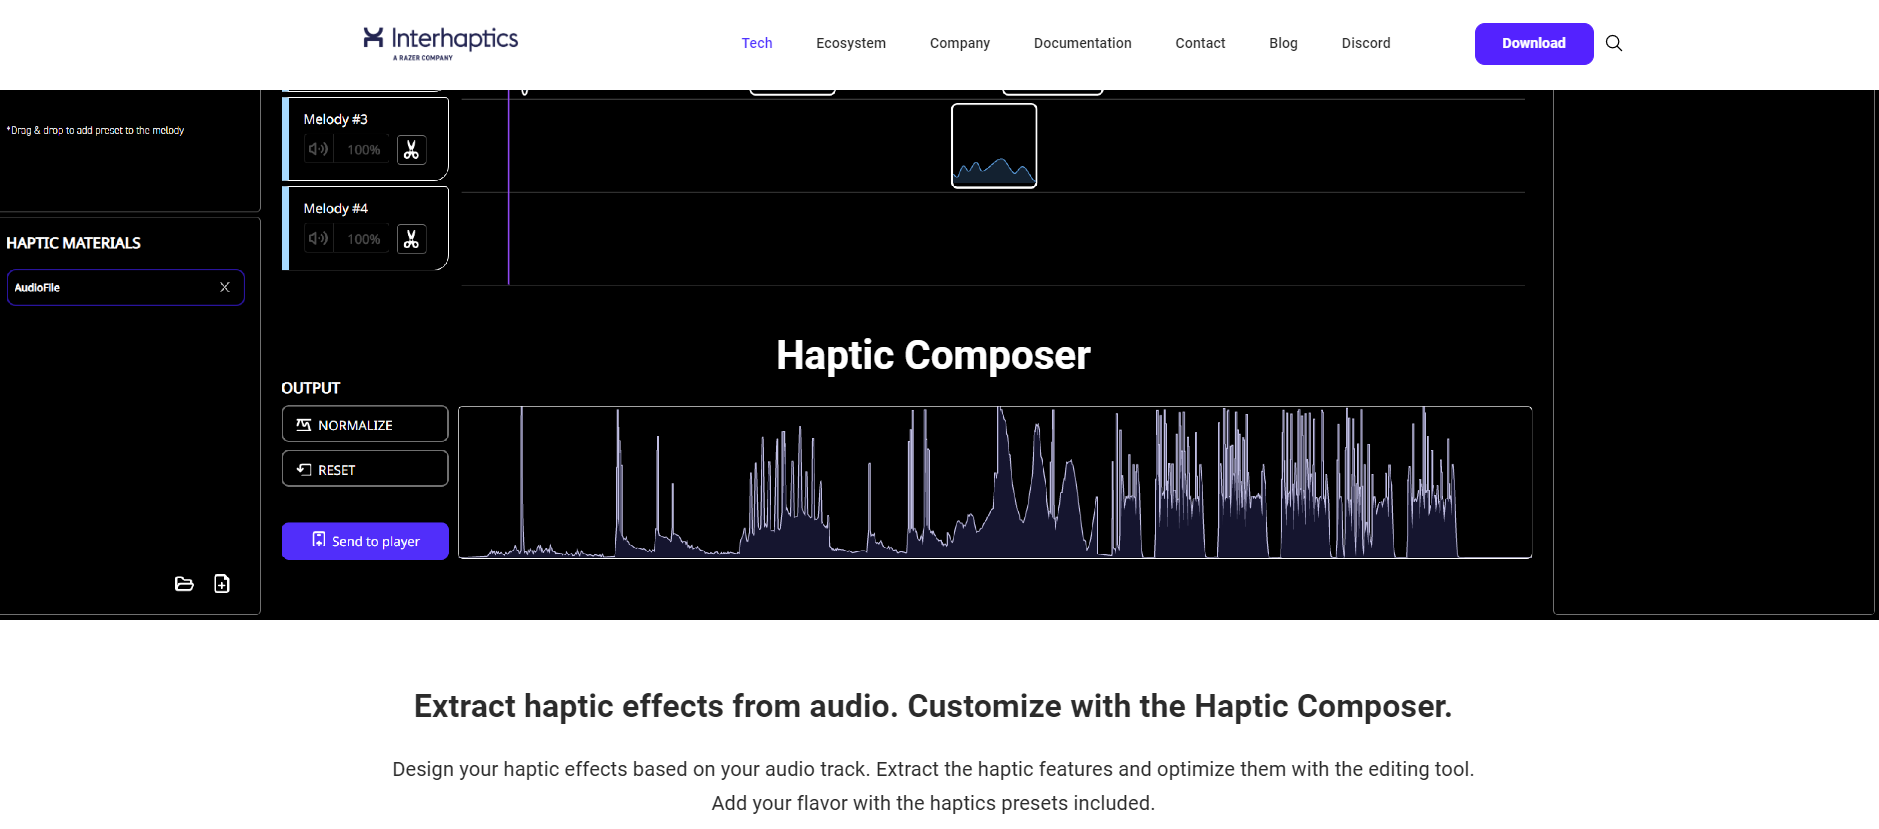 Interhaptics
A RAZER COMPANY
Tech
Ecosystem
Company
Documentation
Contact
Blog
Discord
Download
*Drag & drop to add preset to the melody
Melody #3
100%
Melody #4
100%
HAPTIC MATERIALS
AudioFile
X
Haptic Composer
OUTPUT
NORMALIZE
RESET
Send to player
Extract haptic effects from audio. Customize with the Haptic Composer.
Design your haptic effects based on your audio track. Extract the haptic features and optimize them with the editing tool.
Add your flavor with the haptics presets included.